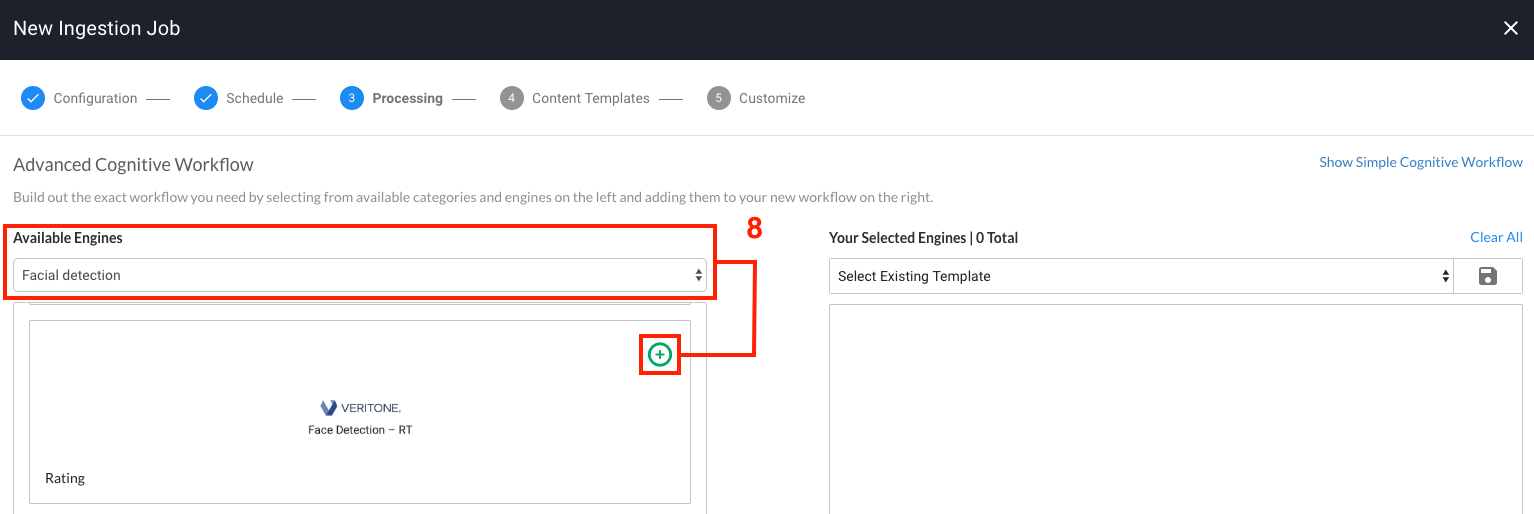 New Ingestion Job
Configuration
Schedule
3 Processing
4 Content Templates
5 Customize
Advanced Cognitive Workflow
Show Simple Cognitive Workflow
Build out the exact workflow you need by selecting from available categories and engines on the left and adding them to your new workflow on the right.
8
Available Engines
Facial detection
VERITONE.
Face Detection – RT
Rating
Your Selected Engines | 0 Total
Clear All
Select Existing Template